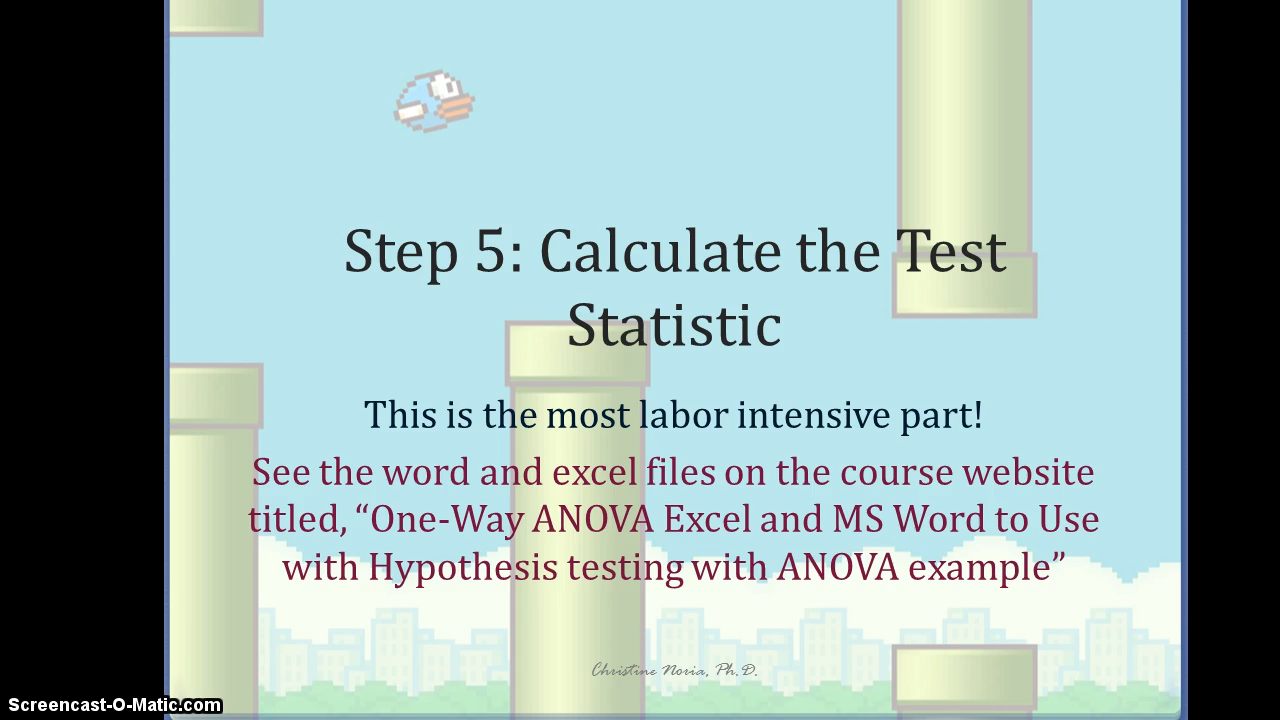 Step 5: Calculate the Test
Statistic
This is the most labor intensive part!
See the word and excel files on the course website
titled, “One-Way ANOVA Excel and MS Word to Use
with Hypothesis testing with ANOVA example”
Christine Noria, Ph.D.
Screencast-O-Matic.com